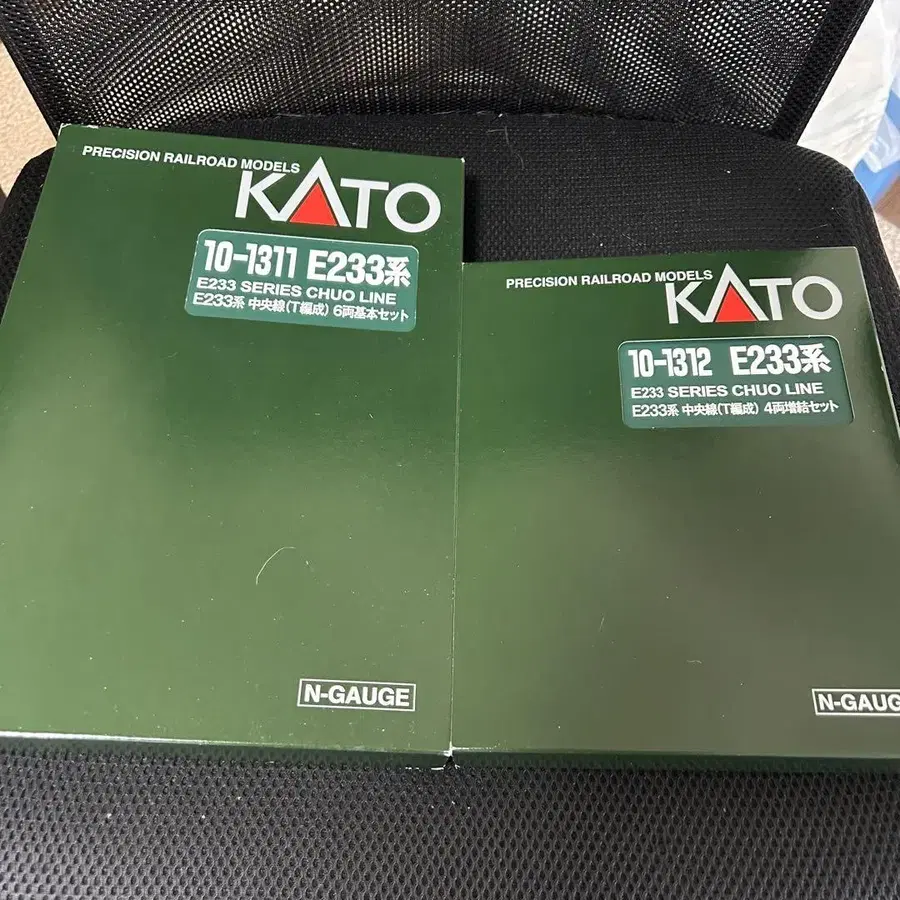 PRECISION RAILROAD MODELS
KATO
10-1311 E233系
E233 SERIES CHUO LINE
E233系 中央線(T編成) 6両基本セット
N-GAUGE
PRECISION RAILROAD MODELS
KATO
10-1312 E233系
E233 SERIES CHUO LINE
E233系 中央線(T編成) 4両増結セット
N-GAUG